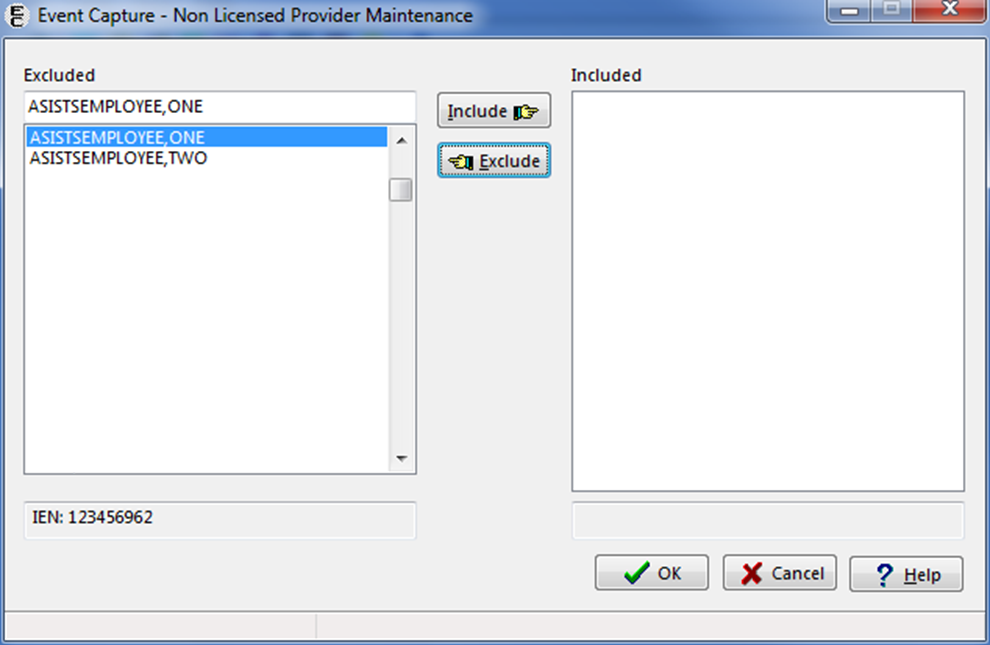 EC Event Capture - Non Licensed Provider Maintenance
Excluded
ASISTSEMPLOYEE,ONE
ASISTSEMPLOYEE,ONE
ASISTSEMPLOYEE,TWO
IEN: 123456962
Include
Exclude
Included
OK
Cancel
? Help